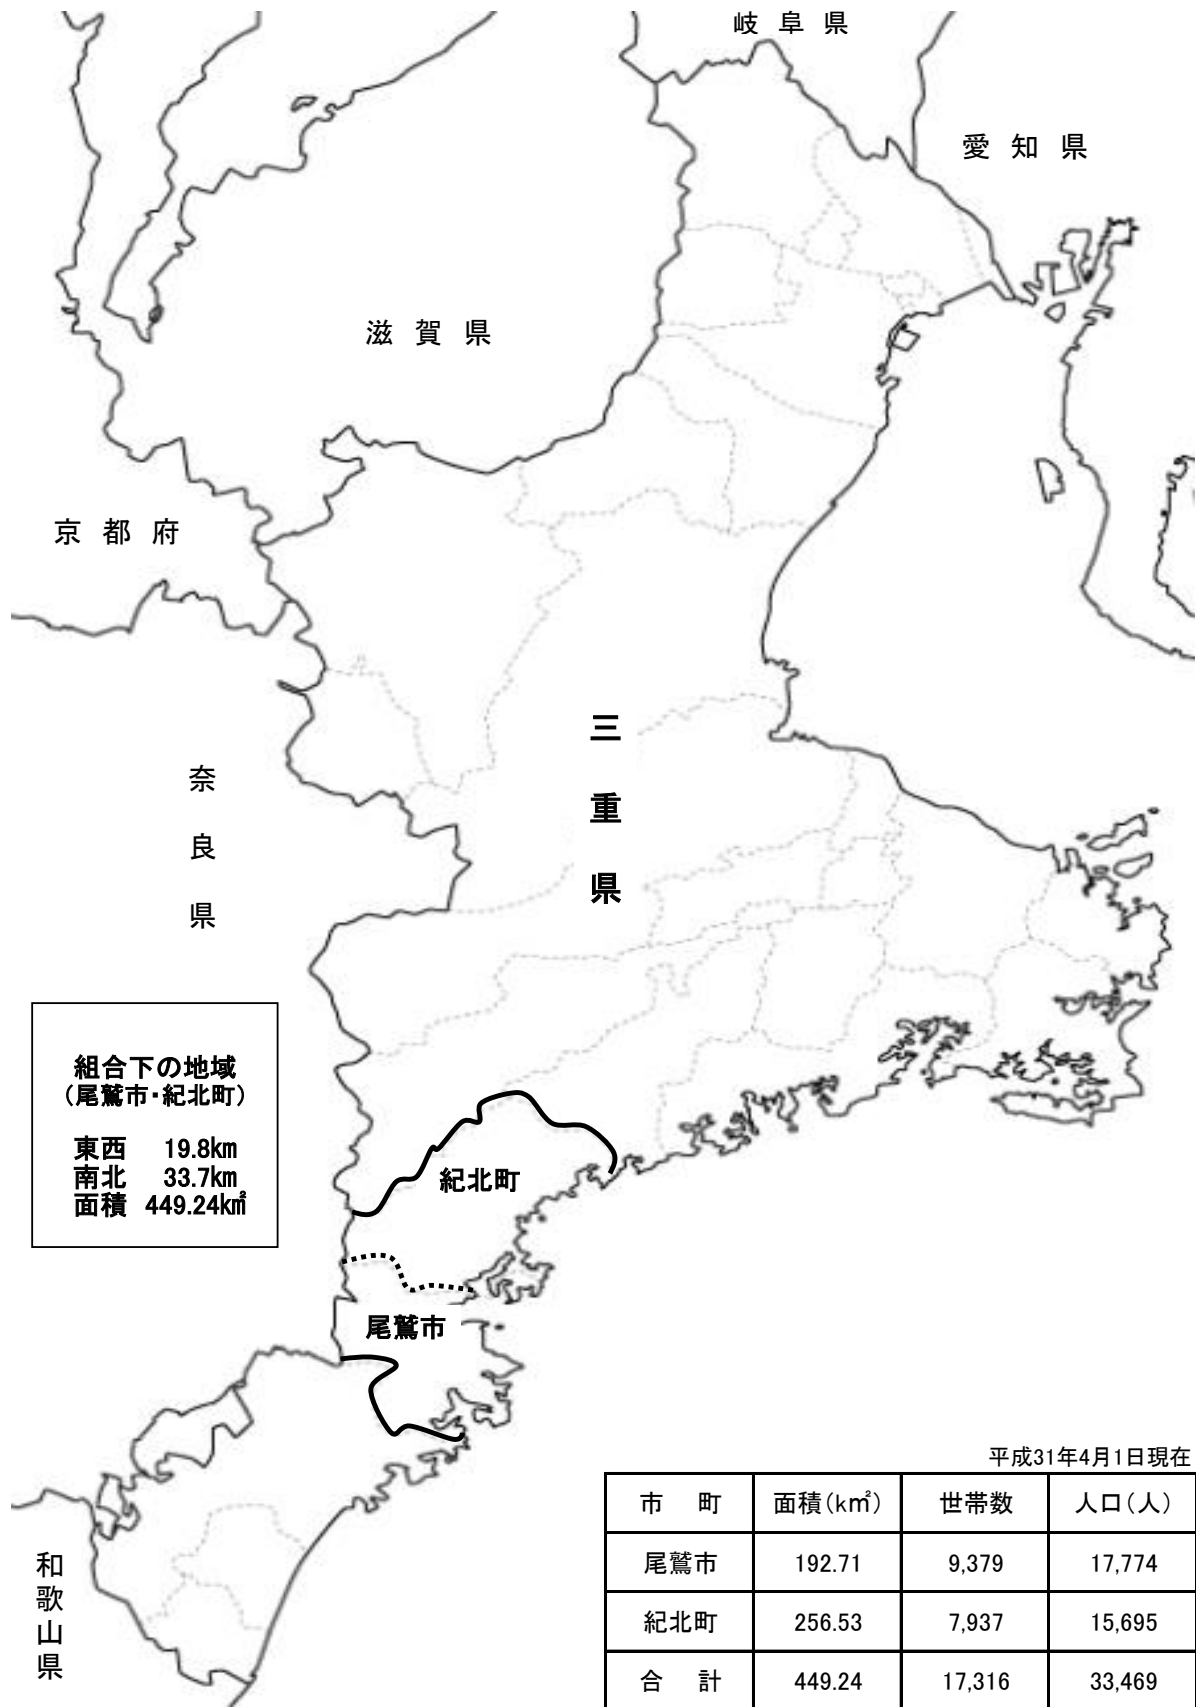 岐阜県
愛知県
滋賀県
京都府
三重県
奈良県
組合下の地域
（尾鷲市・紀北町）
東西 19.8km
南北 33.7km
面積 449.24k㎡
紀北町
尾鷲市
和歌山県
平成31年4月1日現在
市町 面積（k㎡） 世帯数 人口（人）
尾鷲市 192.71 9,379 17,774
紀北町 256.53 7,937 15,695
合計 449.24 17,316 33,469